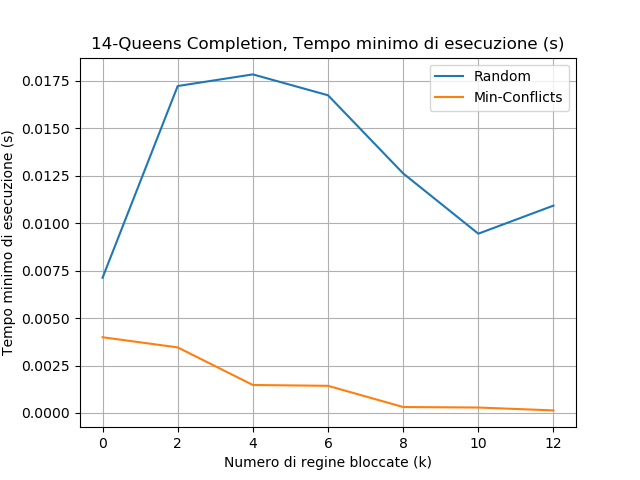 14-Queens Completion, Tempo minimo di esecuzione (s)
Random
Min-Conflicts
Tempo minimo di esecuzione (s)
0.0175
0.0150
0.0125
0.0100
0.0075
0.0050
0.0025
0.0000
0 2 4 6 8 10 12
Numero di regine bloccate (k)